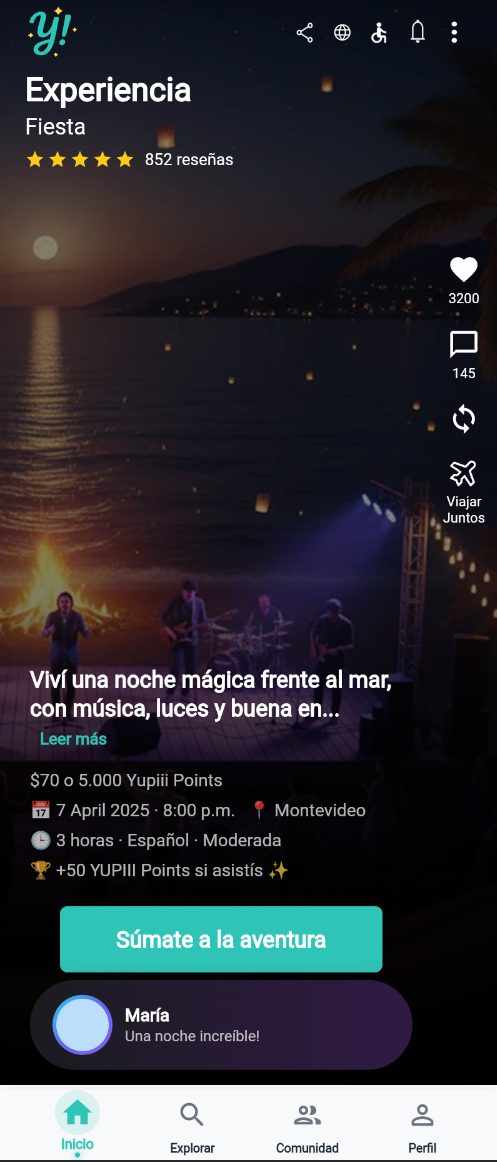 y!
Experiencia
Fiesta
852 reseñas
3200
145
Viajar
Juntos
Viví una noche mágica frente al mar,
con música, luces y buena en...
Leer más
$70 o 5.000 Yupiii Points
📅 7 April 2025 · 8:00 p.m. 📍 Montevideo
🕒 3 horas · Español · Moderada
🏆 +50 YUPIII Points si asistís ✨
Súmate a la aventura
María
Una noche increíble!
Inicio
Explorar
Comunidad
Perfil